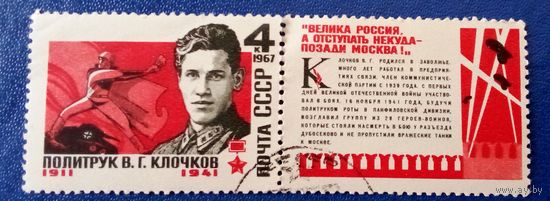 4 К
1967
ПОЧТА СССР
ПОЛИТРУК В. Г. КЛОЧКОВ
1911 1941
"ВЕЛИКА РОССИЯ,
А ОТСТУПАТЬ НЕКУДА-
ПОЗАДИ МОСКВА!„
КЛОЧКОВ В. Г. РОДИЛСЯ В ЗАВОЛЖЬЕ.
МНОГО ЛЕТ РАБОТАЛ В ПРЕДПРИЯ-
ТИЯХ СВЯЗИ. ЧЛЕН КОММУНИСТИЧЕ-
СКОЙ ПАРТИИ С 1939 ГОДА. С ПЕРВЫХ
ДНЕЙ ВЕЛИКОЙ ОТЕЧЕСТВЕННОЙ ВОЙНЫ УЧАСТВО-
ВАЛ В БОЯХ. 16 НОЯБРЯ 1941 ГОДА, БУДУЧИ
ПОЛИТРУКОМ РОТЫ В ПАНФИЛОВСКОЙ ДИВИЗИИ,
ВОЗГЛАВИЛ ГРУППУ ИЗ 28 ГЕРОЕВ-ВОИНОВ,
КОТОРЫЕ СТОЯЛИ НАСМЕРТЬ В БОЮ У РАЗЪЕЗДА
ДУБОСЕКОВО И НЕ ПРОПУСТИЛИ ВРАЖЕСКИЕ ТАНКИ
К МОСКВЕ.
ay.by